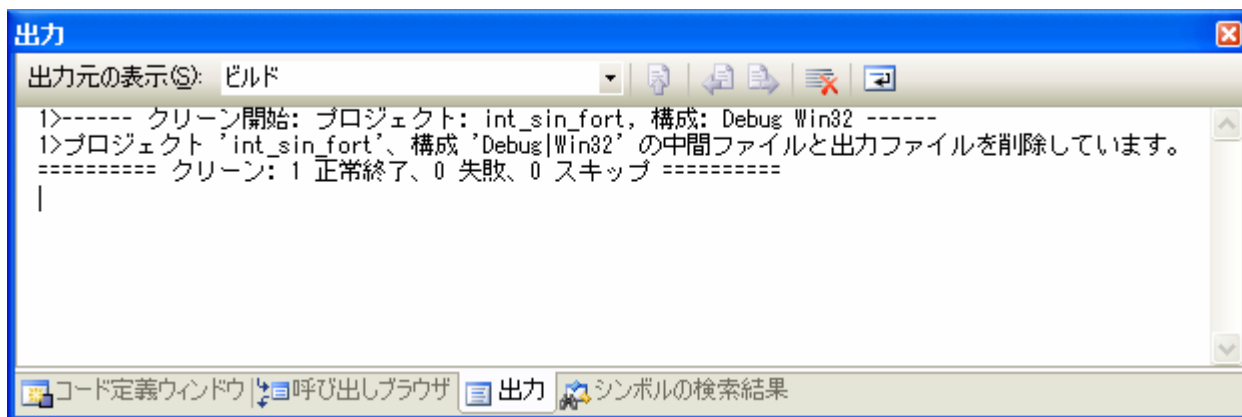 出力
出力元の表示(S): ビルド
1>------ クリーン開始: プロジェクト: int_sin_fort, 構成: Debug Win32 ------
1>プロジェクト 'int_sin_fort'、構成 'Debug|Win32' の中間ファイルと出力ファイルを削除しています。
========== クリーン: 1 正常終了、0 失敗、0 スキップ ==========
コード定義ウィンドウ 呼び出しブラウザ 出力 シンボルの検索結果